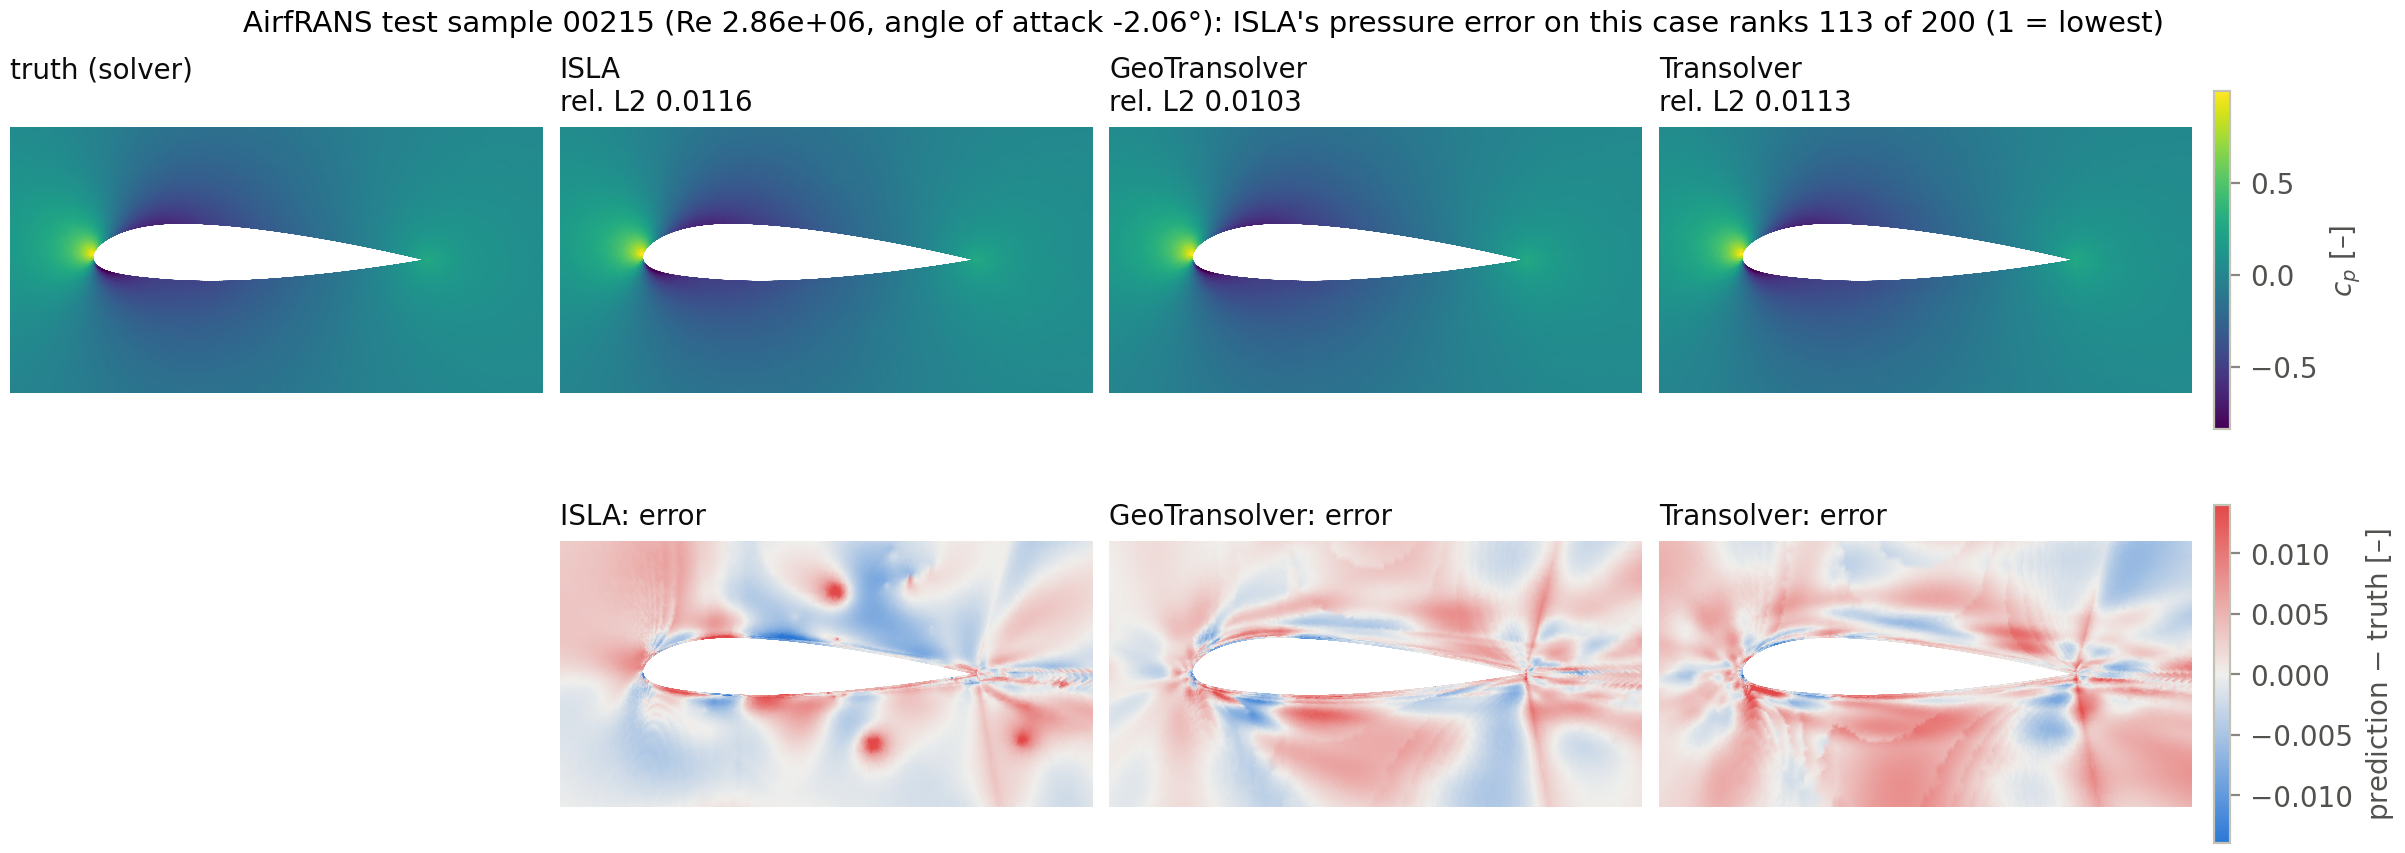 AirfRANS test sample 00215 (Re 2.86e+06, angle of attack -2.06°): ISLA's pressure error on this case ranks 113 of 200 (1 = lowest)
truth (solver)
ISLA
rel. L2 0.0116
GeoTransolver
rel. L2 0.0103
Transolver
rel. L2 0.0113
0.5
0.0
−0.5
cₚ [–]
ISLA: error
GeoTransolver: error
Transolver: error
0.010
0.005
0.000
−0.005
−0.010
prediction − truth [–]